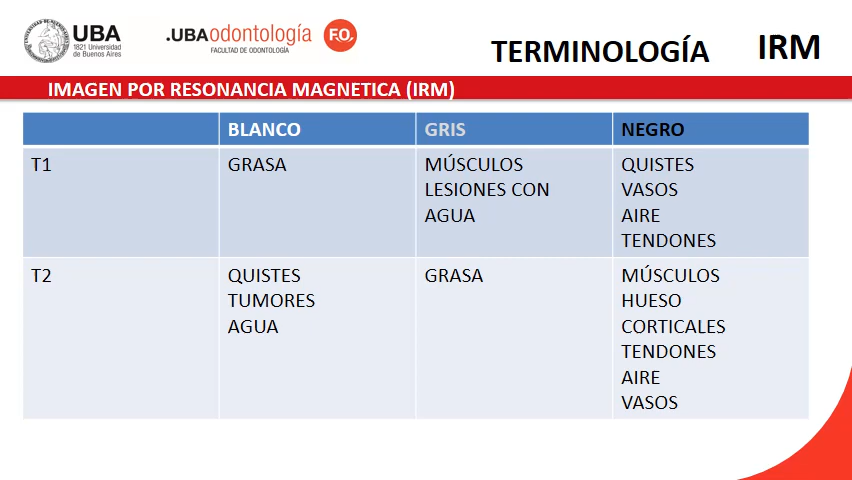 UBA
1821 Universidad
de Buenos Aires
.UBAodontología
FACULTAD DE ODONTOLOGÍA
F.O.
TERMINOLOGÍA
IRM
IMAGEN POR RESONANCIA MAGNETICA (IRM)
BLANCO GRIS NEGRO
T1
GRASA
MÚSCULOS
LESIONES CON
AGUA
QUISTES
VASOS
AIRE
TENDONES
T2
QUISTES
TUMORES
AGUA
GRASA
MÚSCULOS
HUESO
CORTICALES
TENDONES
AIRE
VASOS